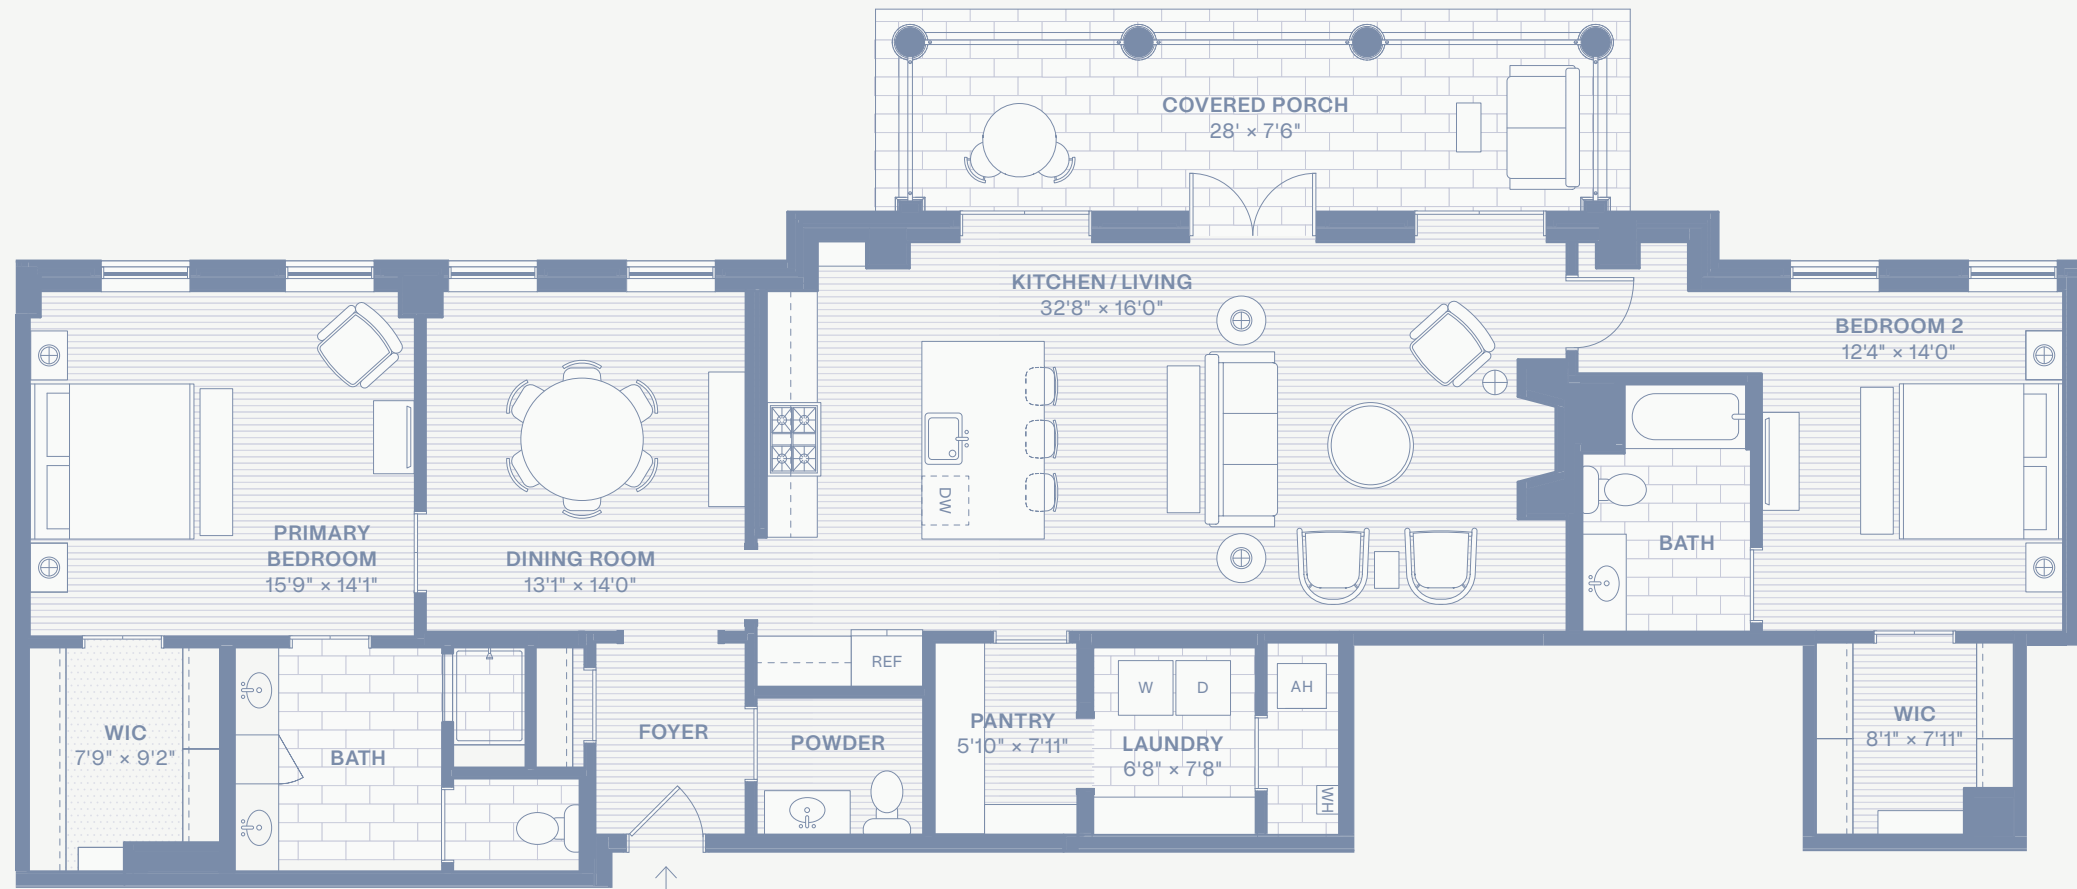 COVERED PORCH
28' × 7'6"
KITCHEN / LIVING
32'8" × 16'0"
BEDROOM 2
12'4" × 14'0"
DW
PRIMARY
BEDROOM
15'9" × 14'1"
DINING ROOM
13'1" × 14'0"
BATH
REF
W
D
AH
WIC
7'9" × 9'2"
BATH
FOYER
POWDER
PANTRY
5'10" × 7'11"
LAUNDRY
6'8" × 7'8"
WH
WIC
8'1" × 7'11"